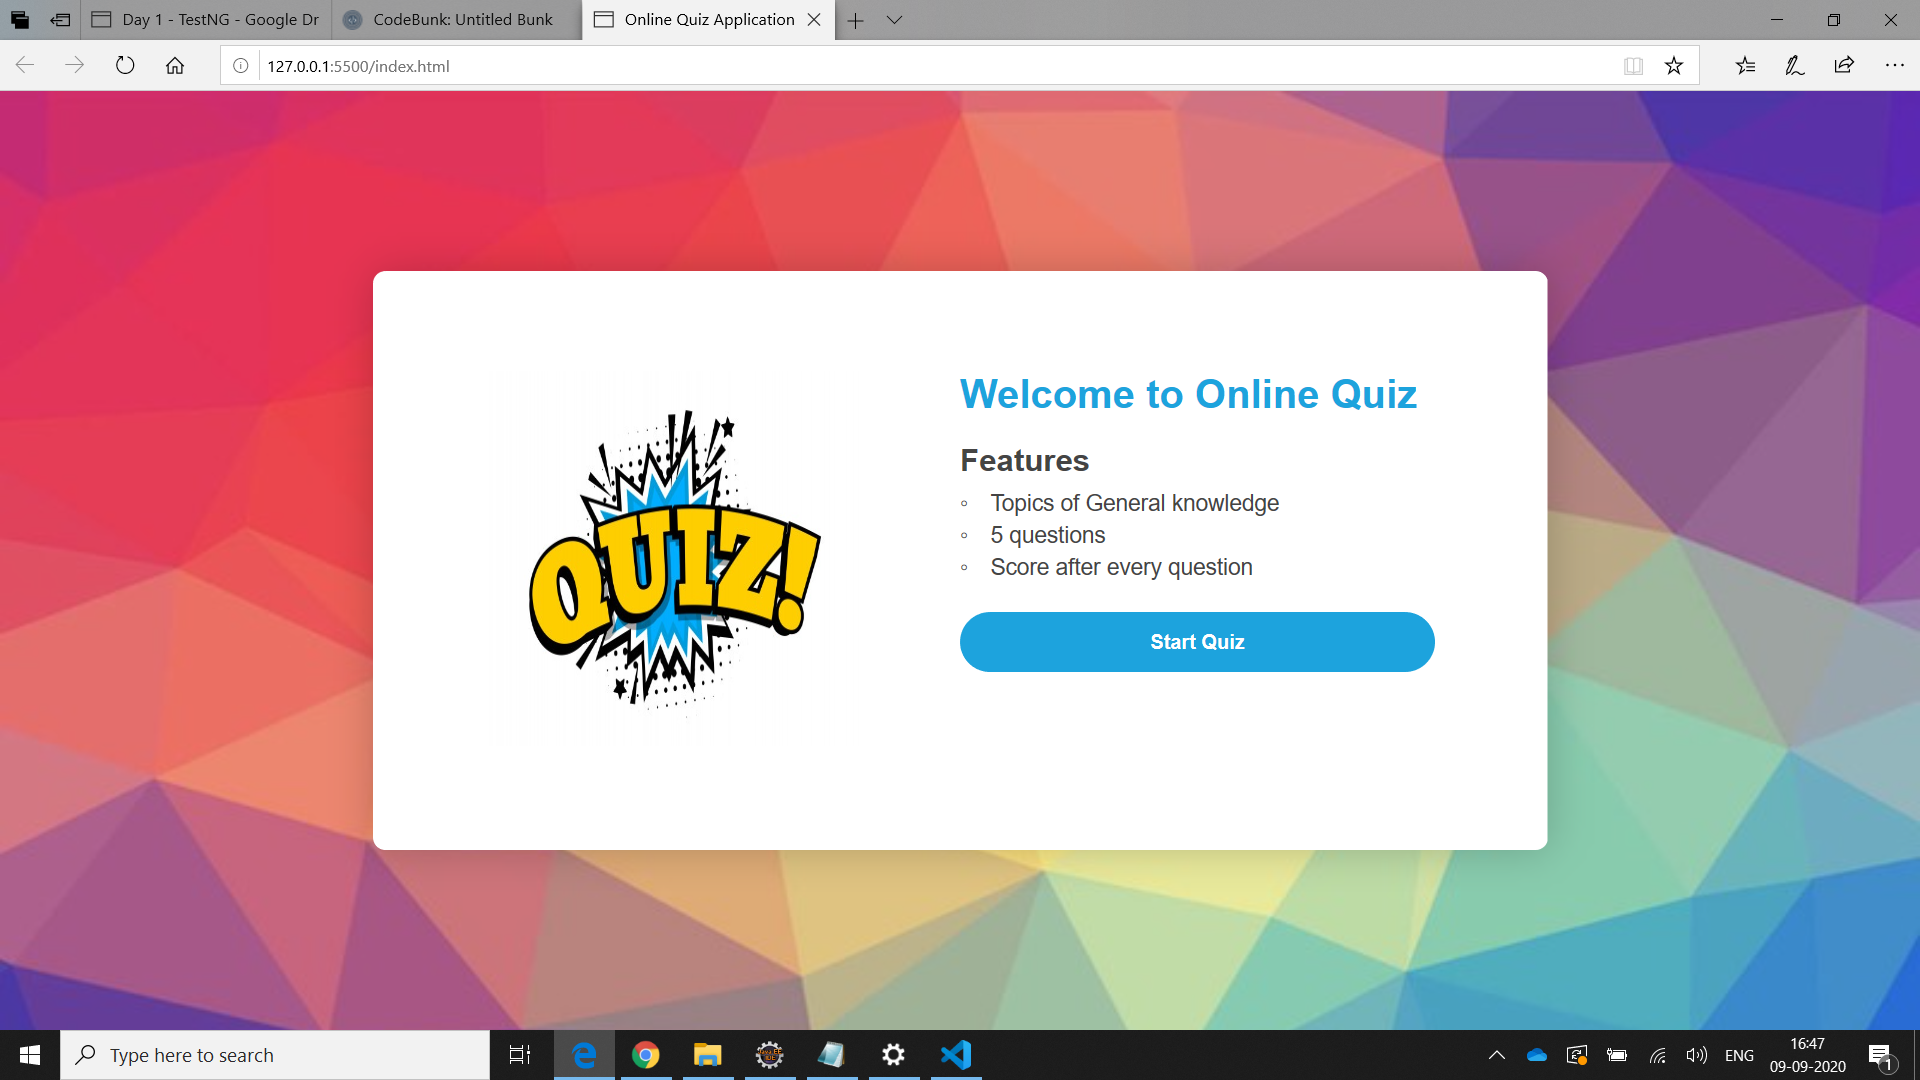 Day 1 - TestNG - Google Dr
CodeBunk: Untitled Bunk
Online Quiz Application
127.0.0.1:5500/index.html
QUIZ!
Welcome to Online Quiz
Features
Topics of General knowledge
5 questions
Score after every question
Start Quiz
Type here to search
ENG
16:47
09-09-2020
1